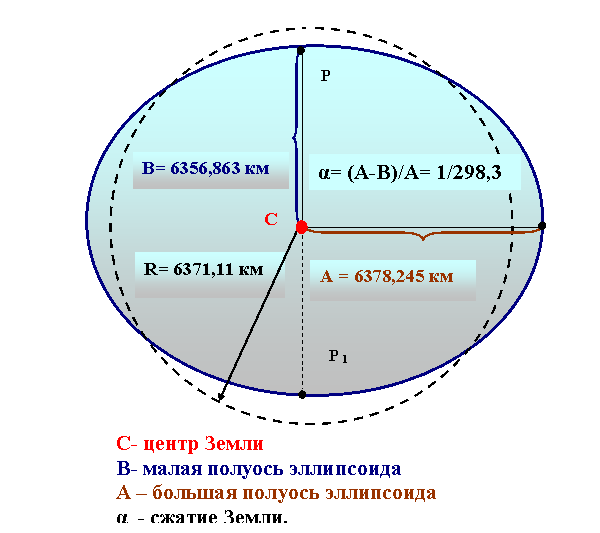 P
B= 6356,863 км
α= (A-B)/A= 1/298,3
C
R= 6371,11 км
A = 6378,245 км
P 1
C- центр Земли
B- малая полуось эллипсоида
A – большая полуось эллипсоида
α - сжатие Земли.